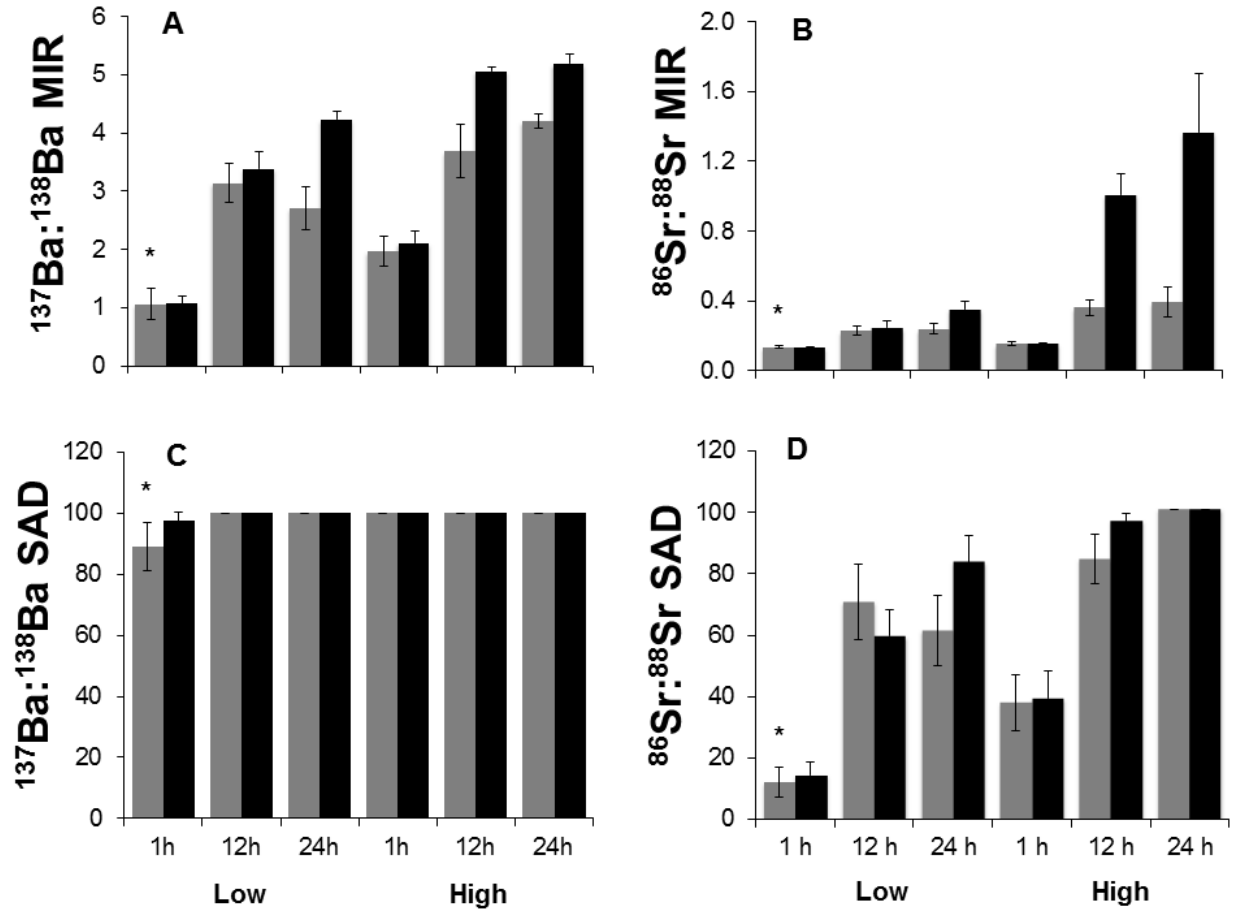 A
¹³⁷Ba:¹³⁸Ba MIR
6
5
4
3
2
1
0
*
B
⁸⁶Sr:⁸⁸Sr MIR
2.0
1.6
1.2
0.8
0.4
0.0
*
C
¹³⁷Ba:¹³⁸Ba SAD
120
100
80
60
40
20
0
*
1h 12h 24h 1h 12h 24h
Low High
D
⁸⁶Sr:⁸⁸Sr SAD
120
100
80
60
40
20
0
*
1 h 12 h 24 h 1 h 12 h 24 h
Low High